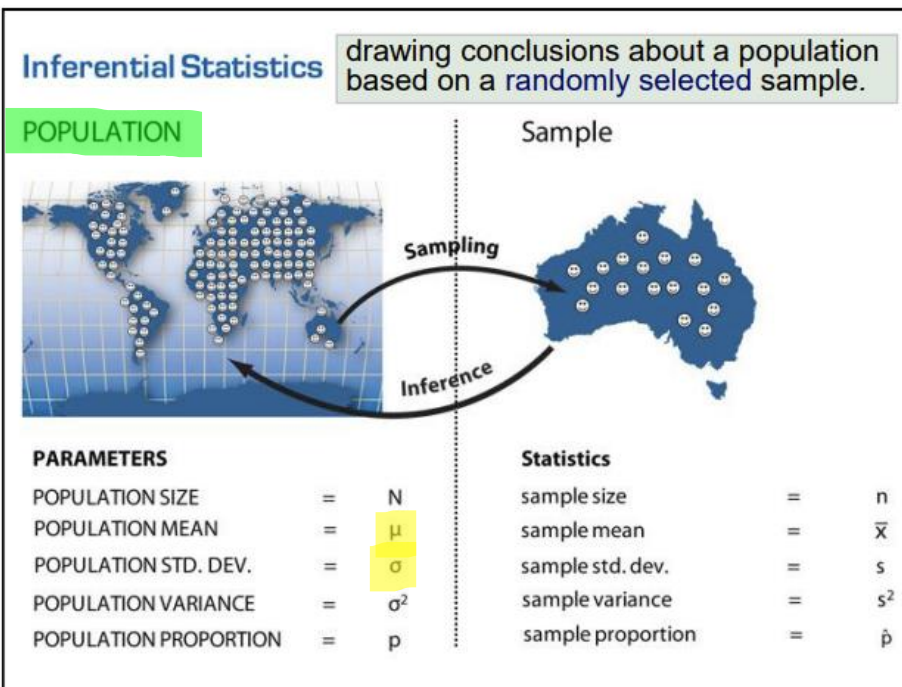 Inferential Statistics
drawing conclusions about a population
based on a randomly selected sample.
POPULATION
Sample
Sampling
Inference
PARAMETERS
POPULATION SIZE = N
POPULATION MEAN = μ
POPULATION STD. DEV. = σ
POPULATION VARIANCE = σ²
POPULATION PROPORTION = p
Statistics
sample size = n
sample mean = x̅
sample std. dev. = s
sample variance = s²
sample proportion = p̂